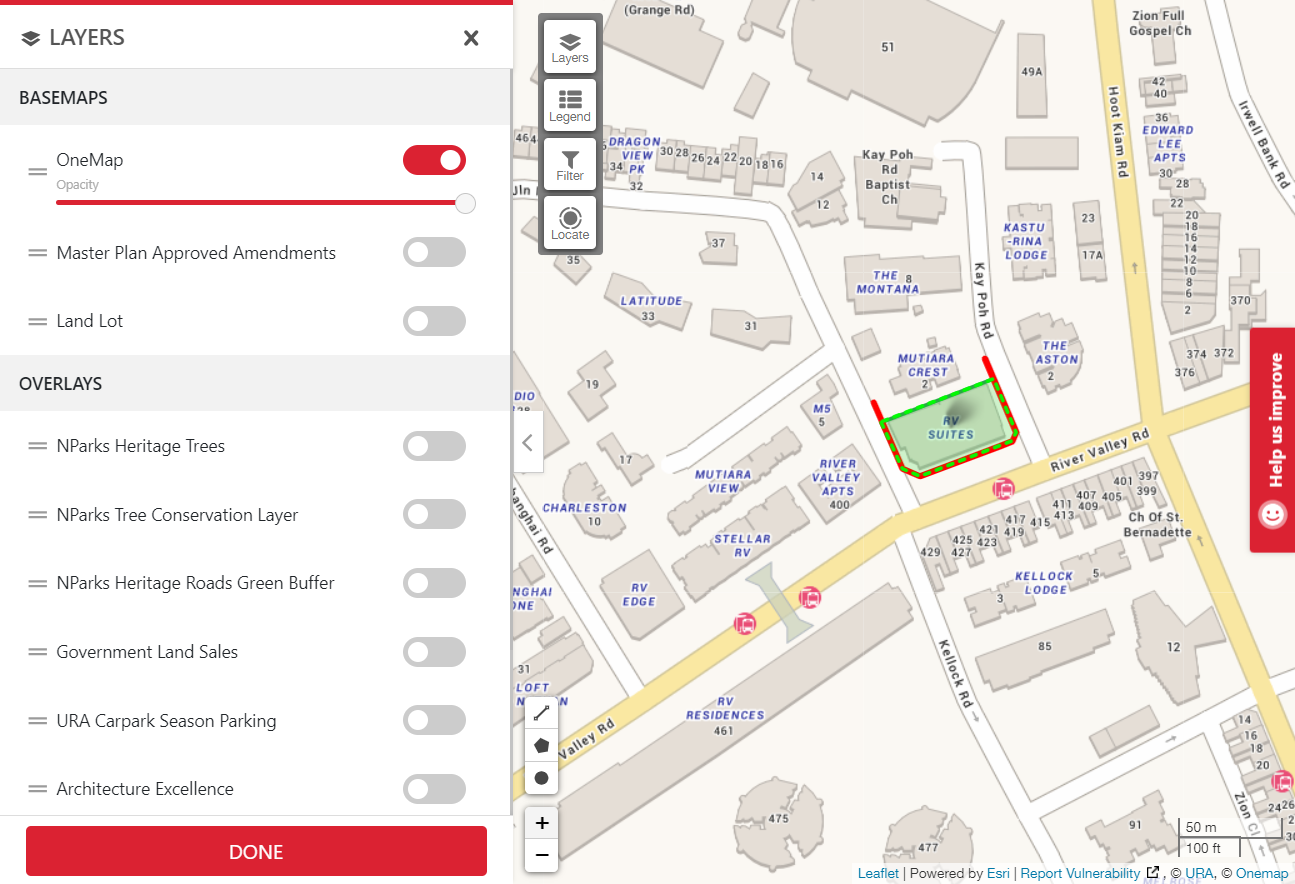 LAYERS
BASEMAPS
OneMap
Opacity
Master Plan Approved Amendments
Land Lot
OVERLAYS
NParks Heritage Trees
NParks Tree Conservation Layer
NParks Heritage Roads Green Buffer
Government Land Sales
URA Carpark Season Parking
Architecture Excellence
DONE
Layers
Legend
Filter
Locate
(Grange Rd)
51
49A
Zion Full
Gospel Ch
42
40
36
EDWARD
LEE
APTS
30
28
22
20
18
16
14
12
10
8
6
2
Hoot Kiam Rd
Irwell Bank Rd
464
DRAGON
VIEW
PK
34
32
30 28 26 24 22 20 18 16
Kay Poh
Rd
Baptist
Ch
14
12
Jln
37
35
LATITUDE
33
31
THE 8
MONTANA
KASTU
-RINA
LODGE
23
17A
Kay Poh Rd
370
374 372
376
THE
ASTON
2
MUTIARA
CREST
2
RV
SUITES
19
DIO
128
M5
5
17
MUTIARA
VIEW
RIVER
VALLEY
APTS
400
River Valley Rd
CHARLESTON
10
hanghai Rd
STELLAR
RV
RV
EDGE
NGHAI
ONE
429
425
427
421
423
417
419
415
411
413
407
409
401
405
397
399
Ch Of St.
Bernadette
KELLOCK
LODGE
3
5
85
12
Kellock Rd
31
LOFT
Valley Rd
RV
RESIDENCES
461
475
477
91
14
16
18
20
24
26
Zion Cl
Help us improve
+
−
50 m
100 ft
Leaflet | Powered by Esri | Report Vulnerability , © URA, © Onemap